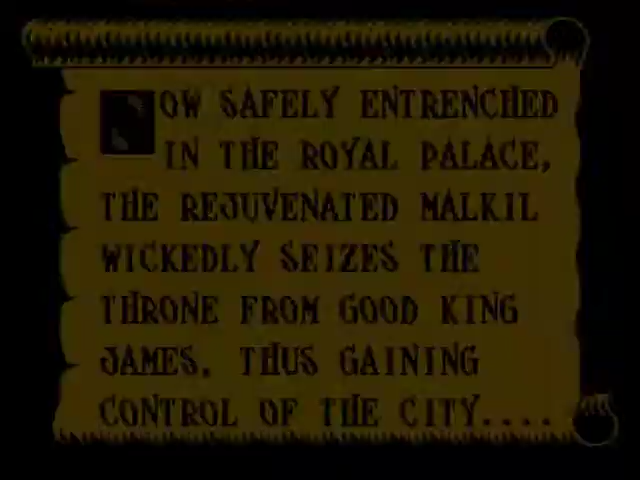 NOW SAFELY ENTRENCHED
IN THE ROYAL PALACE,
THE REJUVENATED MALKIL
WICKEDLY SEIZES THE
THRONE FROM GOOD KING
JAMES, THUS GAINING
CONTROL OF THE CITY....